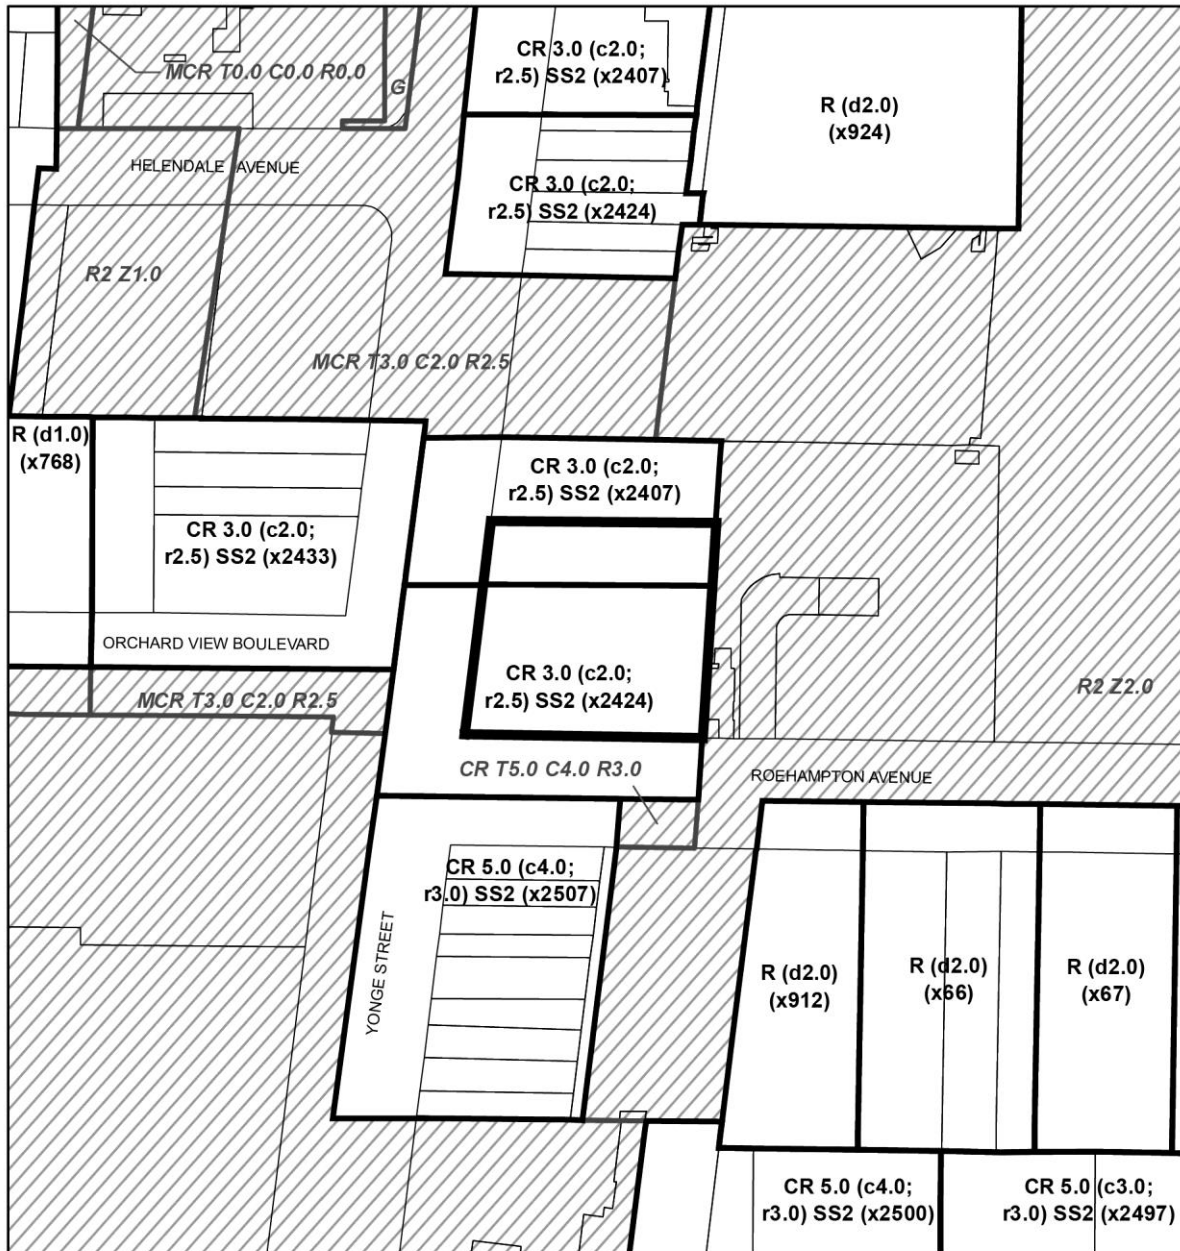 MCR T0.0 C0.0 R0.0
G
CR 3.0 (c2.0;
r2.5) SS2 (x2407)
R (d2.0)
(x924)
HELENDALE AVENUE
CR 3.0 (c2.0;
r2.5) SS2 (x2424)
R2 Z1.0
MCR T3.0 C2.0 R2.5
R (d1.0)
(x768)
CR 3.0 (c2.0;
r2.5) SS2 (x2407)
CR 3.0 (c2.0;
r2.5) SS2 (x2433)
ORCHARD VIEW BOULEVARD
CR 3.0 (c2.0;
r2.5) SS2 (x2424)
R2 Z2.0
MCR T3.0 C2.0 R2.5
CR T5.0 C4.0 R3.0
ROEHAMPTON AVENUE
CR 5.0 (c4.0;
r3.0) SS2 (x2507)
YONGE STREET
R (d2.0)
(x912)
R (d2.0)
(x66)
R (d2.0)
(x67)
CR 5.0 (c4.0;
r3.0) SS2 (x2500)
CR 5.0 (c3.0;
r3.0) SS2 (x2497)